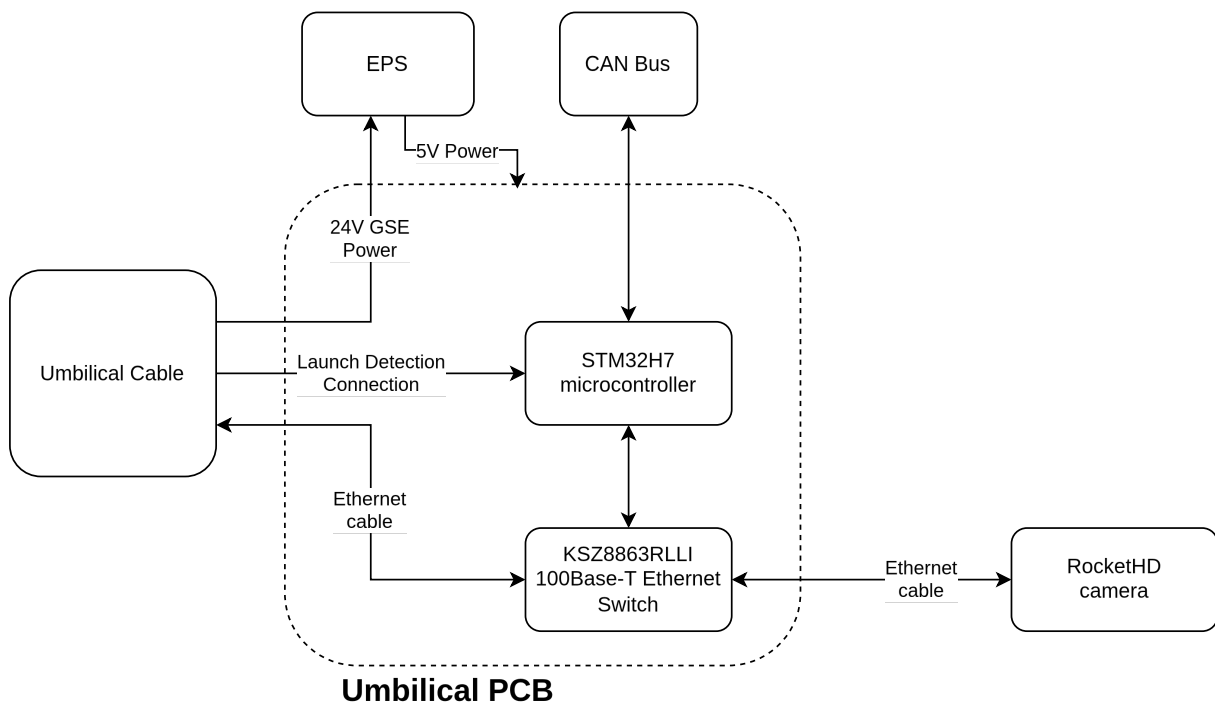 EPS
CAN Bus
5V Power
24V GSE
Power
Umbilical Cable
Launch Detection
Connection
STM32H7
microcontroller
Ethernet
cable
KSZ8863RLLI
100Base-T Ethernet
Switch
Ethernet
cable
RocketHD
camera
Umbilical PCB